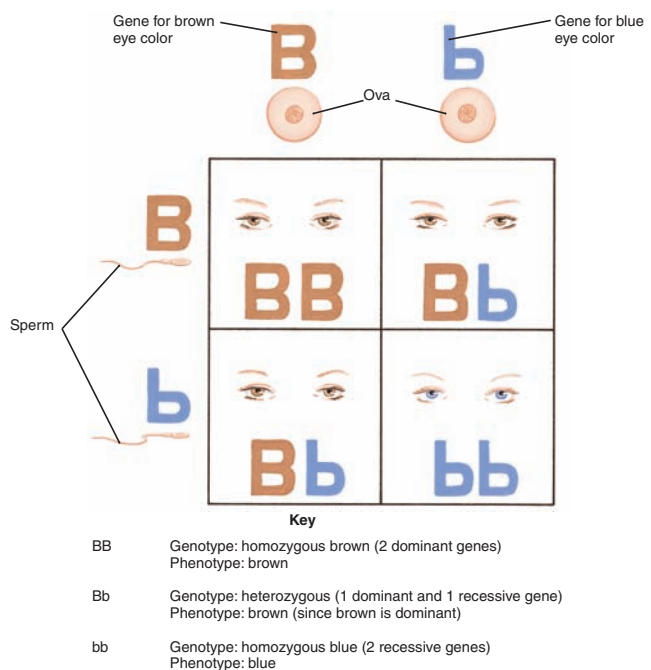 Gene for brown
eye color
B
b
Gene for blue
eye color
Ova
B
BB
Bb
Sperm
b
Bb
bb
Key
BB Genotype: homozygous brown (2 dominant genes)
Phenotype: brown
Bb Genotype: heterozygous (1 dominant and 1 recessive gene)
Phenotype: brown (since brown is dominant)
bb Genotype: homozygous blue (2 recessive genes)
Phenotype: blue